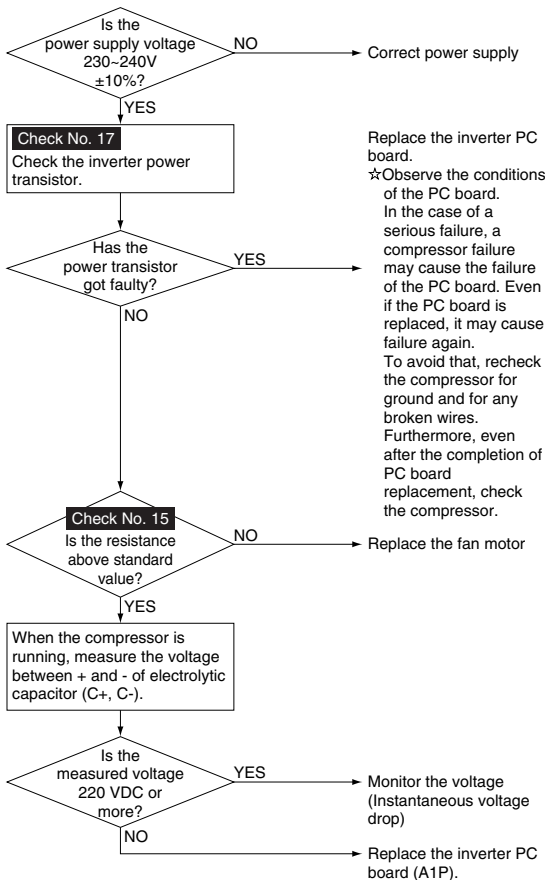 Is the
power supply voltage
230~240V
±10%?
NO
Correct power supply
YES
Check No. 17
Check the inverter power
transistor.
Has the
power transistor
got faulty?
YES
Replace the inverter PC
board.
☆Observe the conditions
of the PC board.
In the case of a
serious failure, a
compressor failure
may cause the failure
of the PC board. Even
if the PC board is
replaced, it may cause
failure again.
To avoid that, recheck
the compressor for
ground and for any
broken wires.
Furthermore, even
after the completion of
PC board
replacement, check
the compressor.
NO
Check No. 15
Is the resistance
above standard
value?
NO
Replace the fan motor
YES
When the compressor is
running, measure the voltage
between + and - of electrolytic
capacitor (C+, C-).
Is the
measured voltage
220 VDC or
more?
YES
Monitor the voltage
(Instantaneous voltage
drop)
NO
Replace the inverter PC
board (A1P).